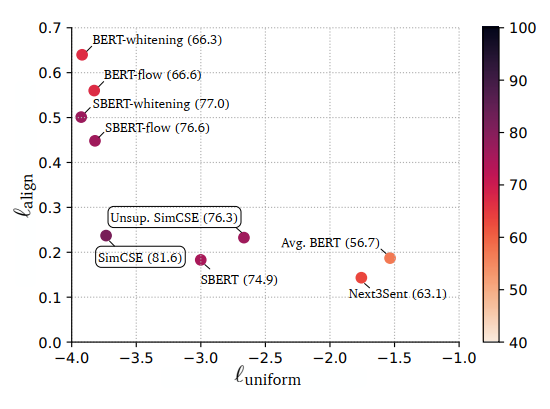 0.7
0.6
0.5
0.4
0.3
0.2
0.1
0.0
ℓalign
BERT-whitening (66.3)
BERT-flow (66.6)
SBERT-whitening (77.0)
SBERT-flow (76.6)
Unsup. SimCSE (76.3)
SimCSE (81.6)
Avg. BERT (56.7)
SBERT (74.9)
Next3Sent (63.1)
−4.0 −3.5 −3.0 −2.5 −2.0 −1.5 −1.0
ℓuniform
100
90
80
70
60
50
40